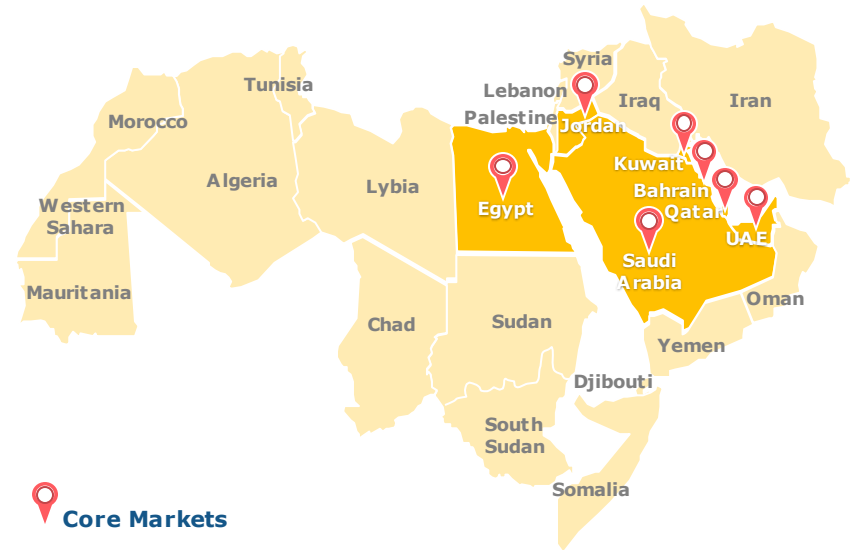 Syria
Tunisia
Lebanon
Iraq
Iran
Palestine
Jordan
Morocco
Kuwait
Algeria
Lybia
Bahrain
Western
Sahara
Egypt
Qatar
UAE
Saudi
Arabia
Mauritania
Oman
Chad
Sudan
Yemen
Djibouti
South
Sudan
Somalia
Core Markets